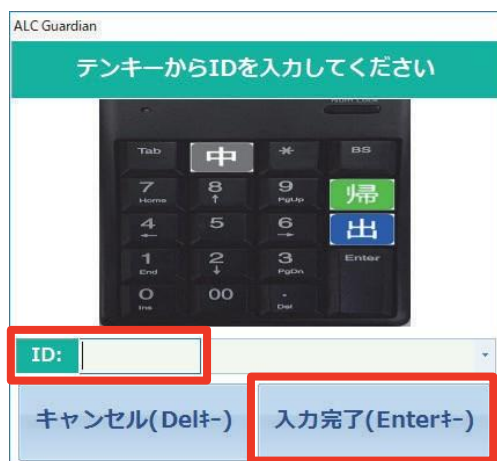 ALC Guardian
テンキーからIDを入力してください
Num Lock
Tab 中 * BS
7 8 9 帰
Home ↑ PgUp
4 5 6 出
← →
1 2 3 Enter
End ↓ PgDn
0 00 .
Ins Del
ID:
キャンセル(Delキー) 入力完了(Enterキー)